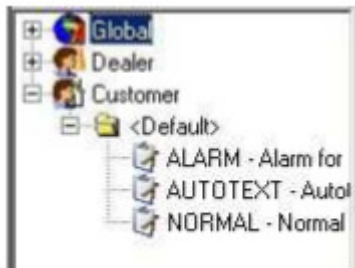 Global
Dealer
Customer
<Default>
ALARM - Alarm for
AUTOTEXT - Autol
NORMAL - Normal